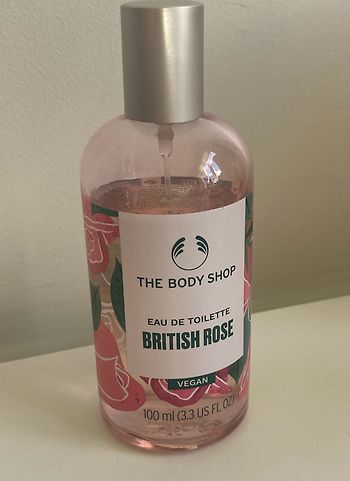 THE BODY SHOP
EAU DE TOILETTE
BRITISH ROSE
VEGAN
100 ml (3.3 US FL OZ)